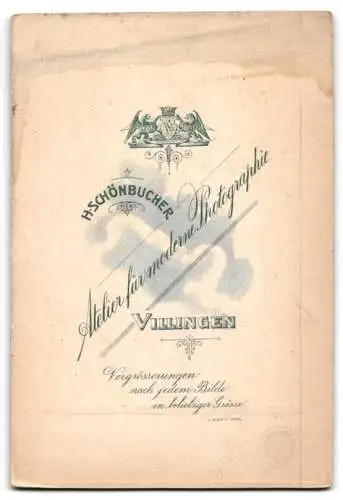 H. SCHÖNBUCHER
Atelier für moderne Photographie
VILLINGEN
Vergrösserungen
nach jedem Bilde
in beliebiger Grösse